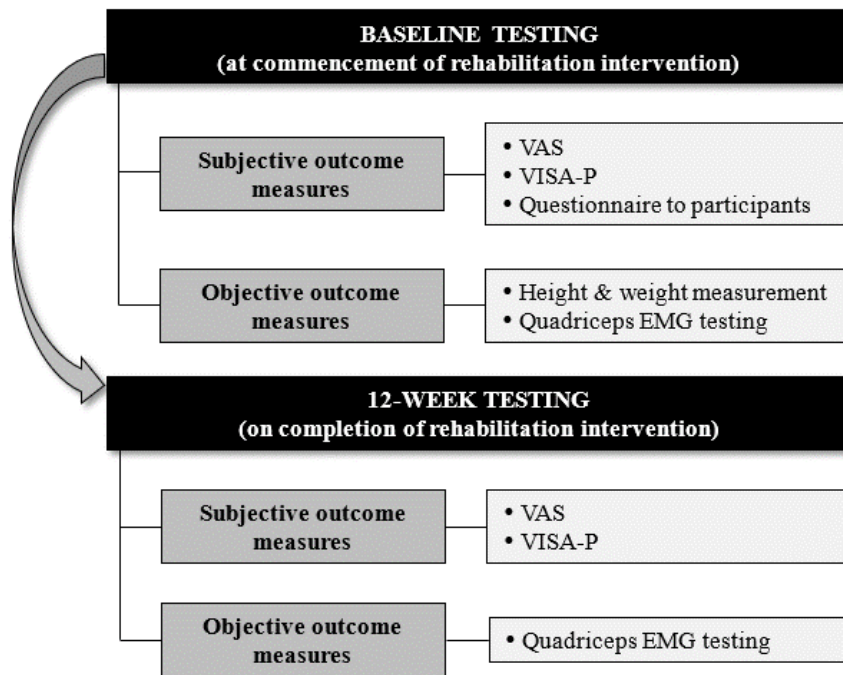 BASELINE TESTING
(at commencement of rehabilitation intervention)
Subjective outcome
measures
• VAS
• VISA-P
• Questionnaire to participants
Objective outcome
measures
• Height & weight measurement
• Quadriceps EMG testing
12-WEEK TESTING
(on completion of rehabilitation intervention)
Subjective outcome
measures
• VAS
• VISA-P
Objective outcome
measures
• Quadriceps EMG testing